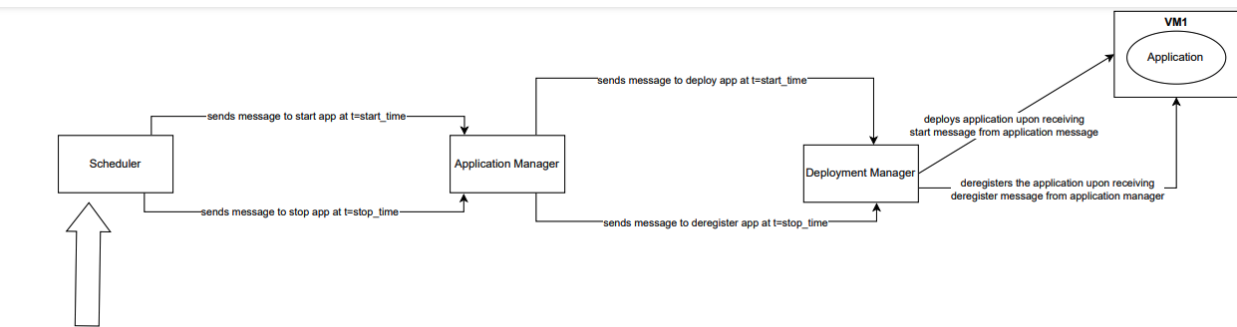 VM1
Application
sends message to deploy app at t=start_time
sends message to start app at t=start_time
deploys application upon receiving
start message from application message
Scheduler
Application Manager
Deployment Manager
deregisters the application upon receiving
deregister message from application manager
sends message to stop app at t=stop_time
sends message to deregister app at t=stop_time